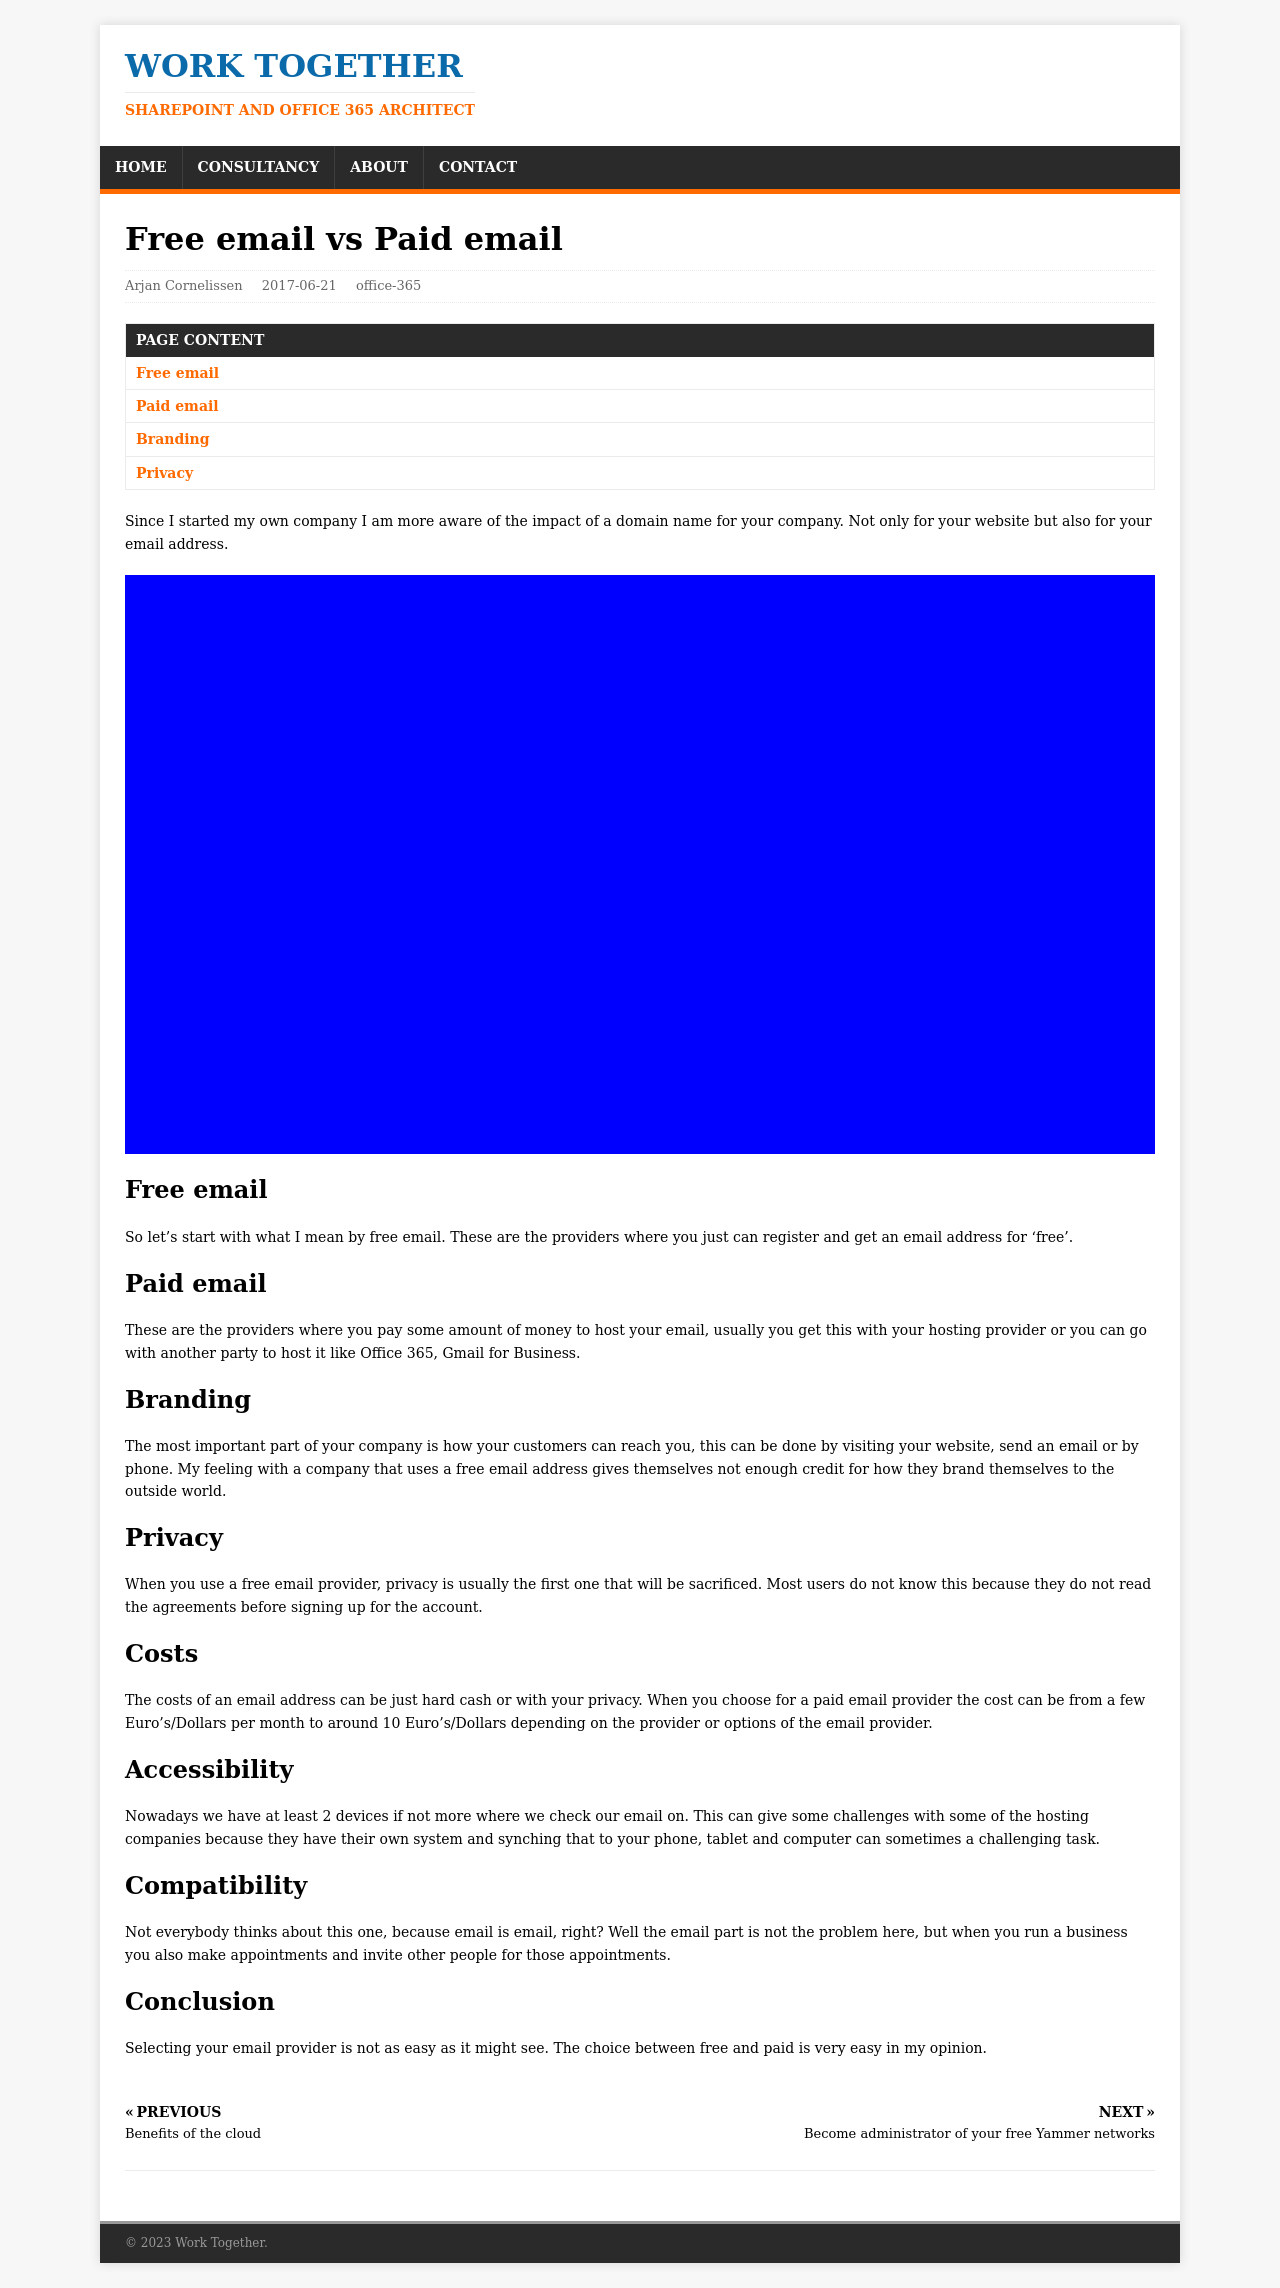 WORK TOGETHER
SHAREPOINT AND OFFICE 365 ARCHITECT
HOME CONSULTANCY ABOUT CONTACT
Free email vs Paid email
Arjan Cornelissen 2017-06-21 office-365
PAGE CONTENT
Free email
Paid email
Branding
Privacy
Since I started my own company I am more aware of the impact of a domain name for your company. Not only for your website but also for your
email address.
Free email
So let’s start with what I mean by free email. These are the providers where you just can register and get an email address for ‘free’.
Paid email
These are the providers where you pay some amount of money to host your email, usually you get this with your hosting provider or you can go
with another party to host it like Office 365, Gmail for Business.
Branding
The most important part of your company is how your customers can reach you, this can be done by visiting your website, send an email or by
phone. My feeling with a company that uses a free email address gives themselves not enough credit for how they brand themselves to the
outside world.
Privacy
When you use a free email provider, privacy is usually the first one that will be sacrificed. Most users do not know this because they do not read
the agreements before signing up for the account.
Costs
The costs of an email address can be just hard cash or with your privacy. When you choose for a paid email provider the cost can be from a few
Euro’s/Dollars per month to around 10 Euro’s/Dollars depending on the provider or options of the email provider.
Accessibility
Nowadays we have at least 2 devices if not more where we check our email on. This can give some challenges with some of the hosting
companies because they have their own system and synching that to your phone, tablet and computer can sometimes a challenging task.
Compatibility
Not everybody thinks about this one, because email is email, right? Well the email part is not the problem here, but when you run a business
you also make appointments and invite other people for those appointments.
Conclusion
Selecting your email provider is not as easy as it might see. The choice between free and paid is very easy in my opinion.
« PREVIOUS NEXT »
Benefits of the cloud Become administrator of your free Yammer networks
© 2023 Work Together.